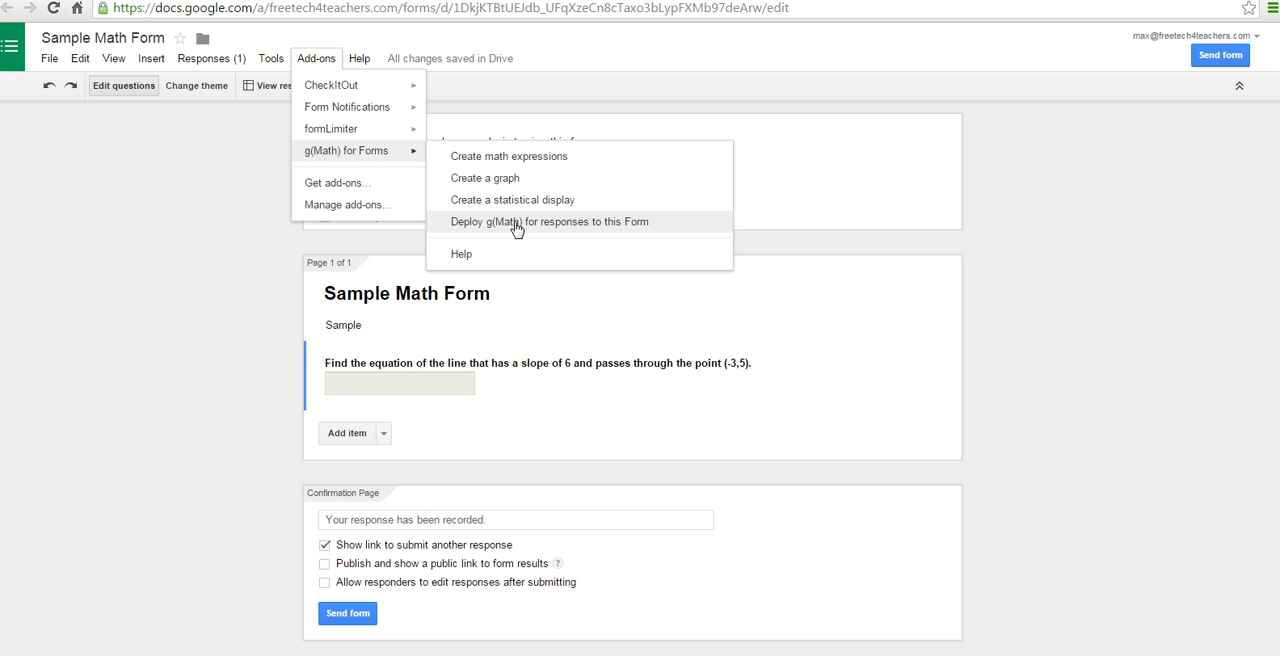 https://docs.google.com/a/freetech4teachers.com/forms/d/1DkjKTBtUEJdb_UFqXzeCn8cTaxo3bLypFXMb97deArw/edit
Sample Math Form
max@freetech4teachers.com
File Edit View Insert Responses (1) Tools Add-ons Help All changes saved in Drive
Send form
Edit questions Change theme View res
CheckItOut
Form Notifications
formLimiter
g(Math) for Forms
Get add-ons...
Manage add-ons...
Create math expressions
Create a graph
Create a statistical display
Deploy g(Math) for responses to this Form
Help
Page 1 of 1
Sample Math Form
Sample
Find the equation of the line that has a slope of 6 and passes through the point (-3,5).
Add item
Confirmation Page
Your response has been recorded.
Show link to submit another response
Publish and show a public link to form results ?
Allow responders to edit responses after submitting
Send form